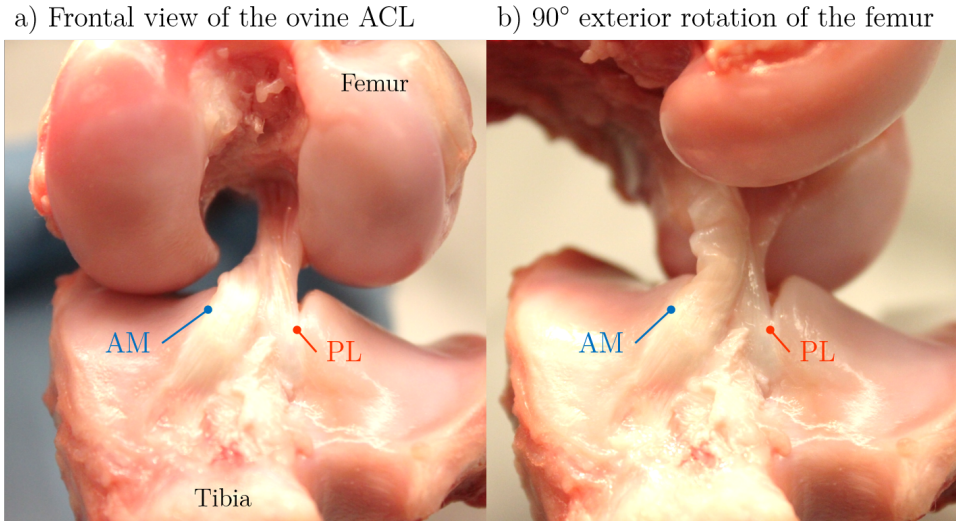 a) Frontal view of the ovine ACL
b) 90° exterior rotation of the femur
Femur
AM
PL
Tibia
AM
PL